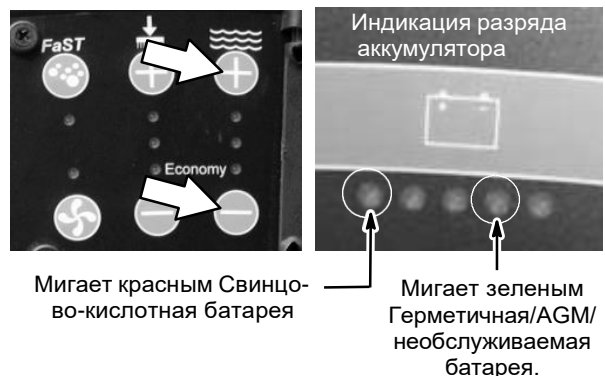 FaST
Economy
Индикация разряда
аккумулятора
Мигает красным Свинцо-
во-кислотная батарея
Мигает зеленым
Герметичная/AGM/
необслуживаемая
батарея.